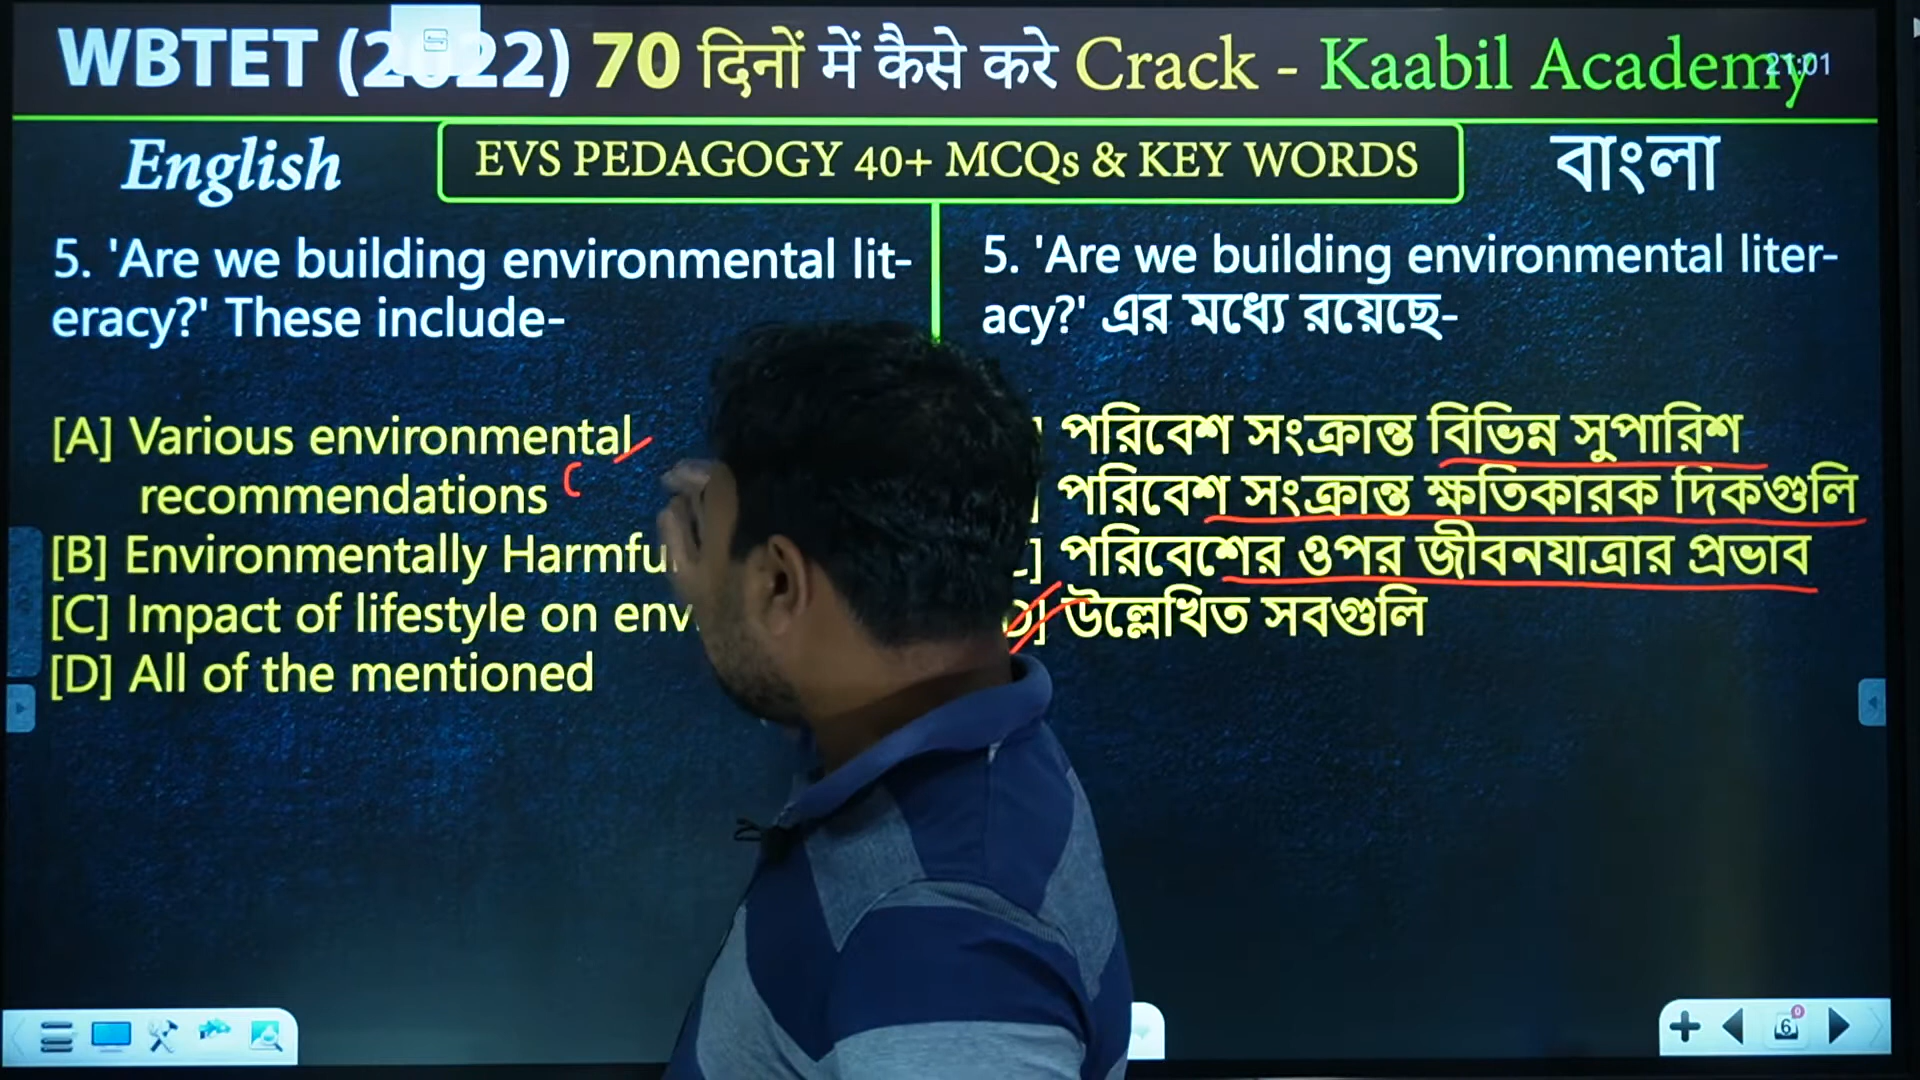 WBTET (2022) 70 दिनों में कैसे करे Crack - Kaabil Academy
21:01
English
EVS PEDAGOGY 40+ MCQs & KEY WORDS
বাংলা
5. 'Are we building environmental lit-
eracy?' These include-
[A] Various environmental
recommendations
[B] Environmentally
[C] Impact of lifestyle on
[D] All of the mentioned
5. 'Are we building environmental liter-
acy?' এর মধ্যে রয়েছে-
পরিবেশ সংক্রান্ত বিভিন্ন সুপারিশ
পরিবেশ সংক্রান্ত ক্ষতিকারক দিকগুলি
পরিবেশের ওপর জীবনযাত্রার প্রভাব
D] উল্লেখিত সবগুলি
6